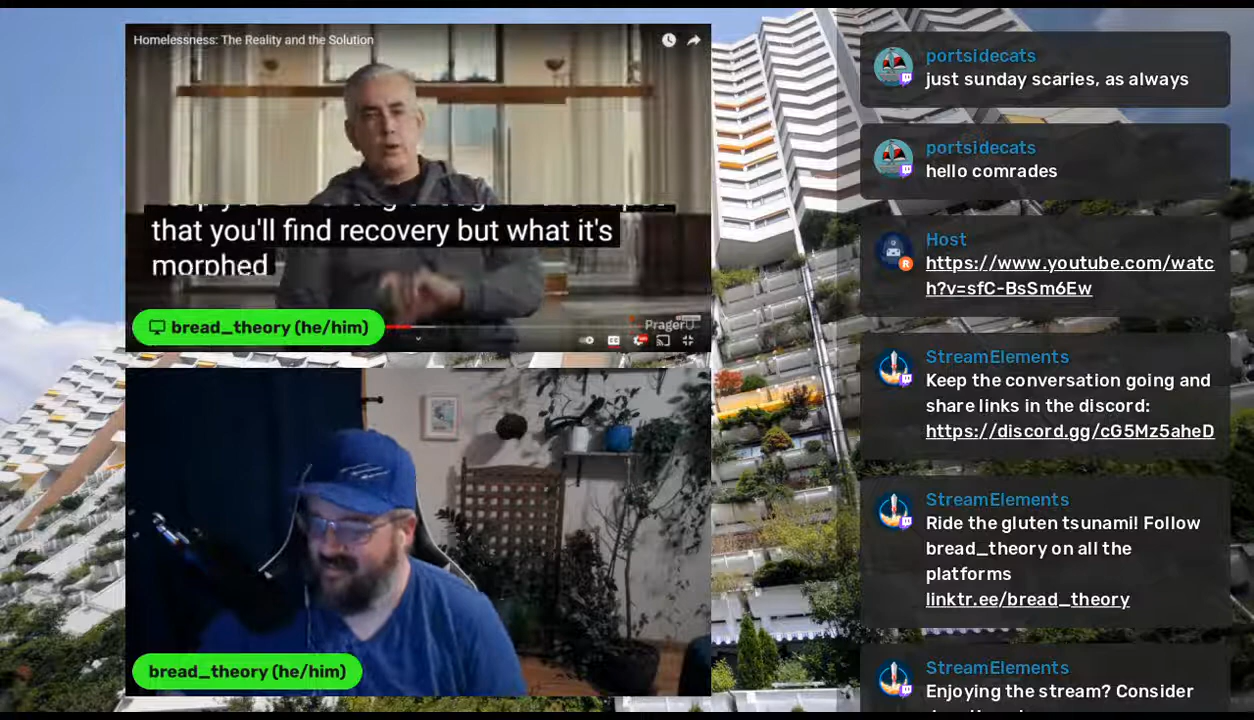 Homelessness: The Reality and the Solution
that you'll find recovery but what it's
morphed
PragerU
bread_theory (he/him)
bread_theory (he/him)
portsidecats
just sunday scaries, as always
portsidecats
hello comrades
Host
https://www.youtube.com/watc
h?v=sfC-BsSm6Ew
StreamElements
Keep the conversation going and
share links in the discord:
https://discord.gg/cG5Mz5aheD
StreamElements
Ride the gluten tsunami! Follow
bread_theory on all the
platforms
linktr.ee/bread_theory
StreamElements
Enjoying the stream? Consider